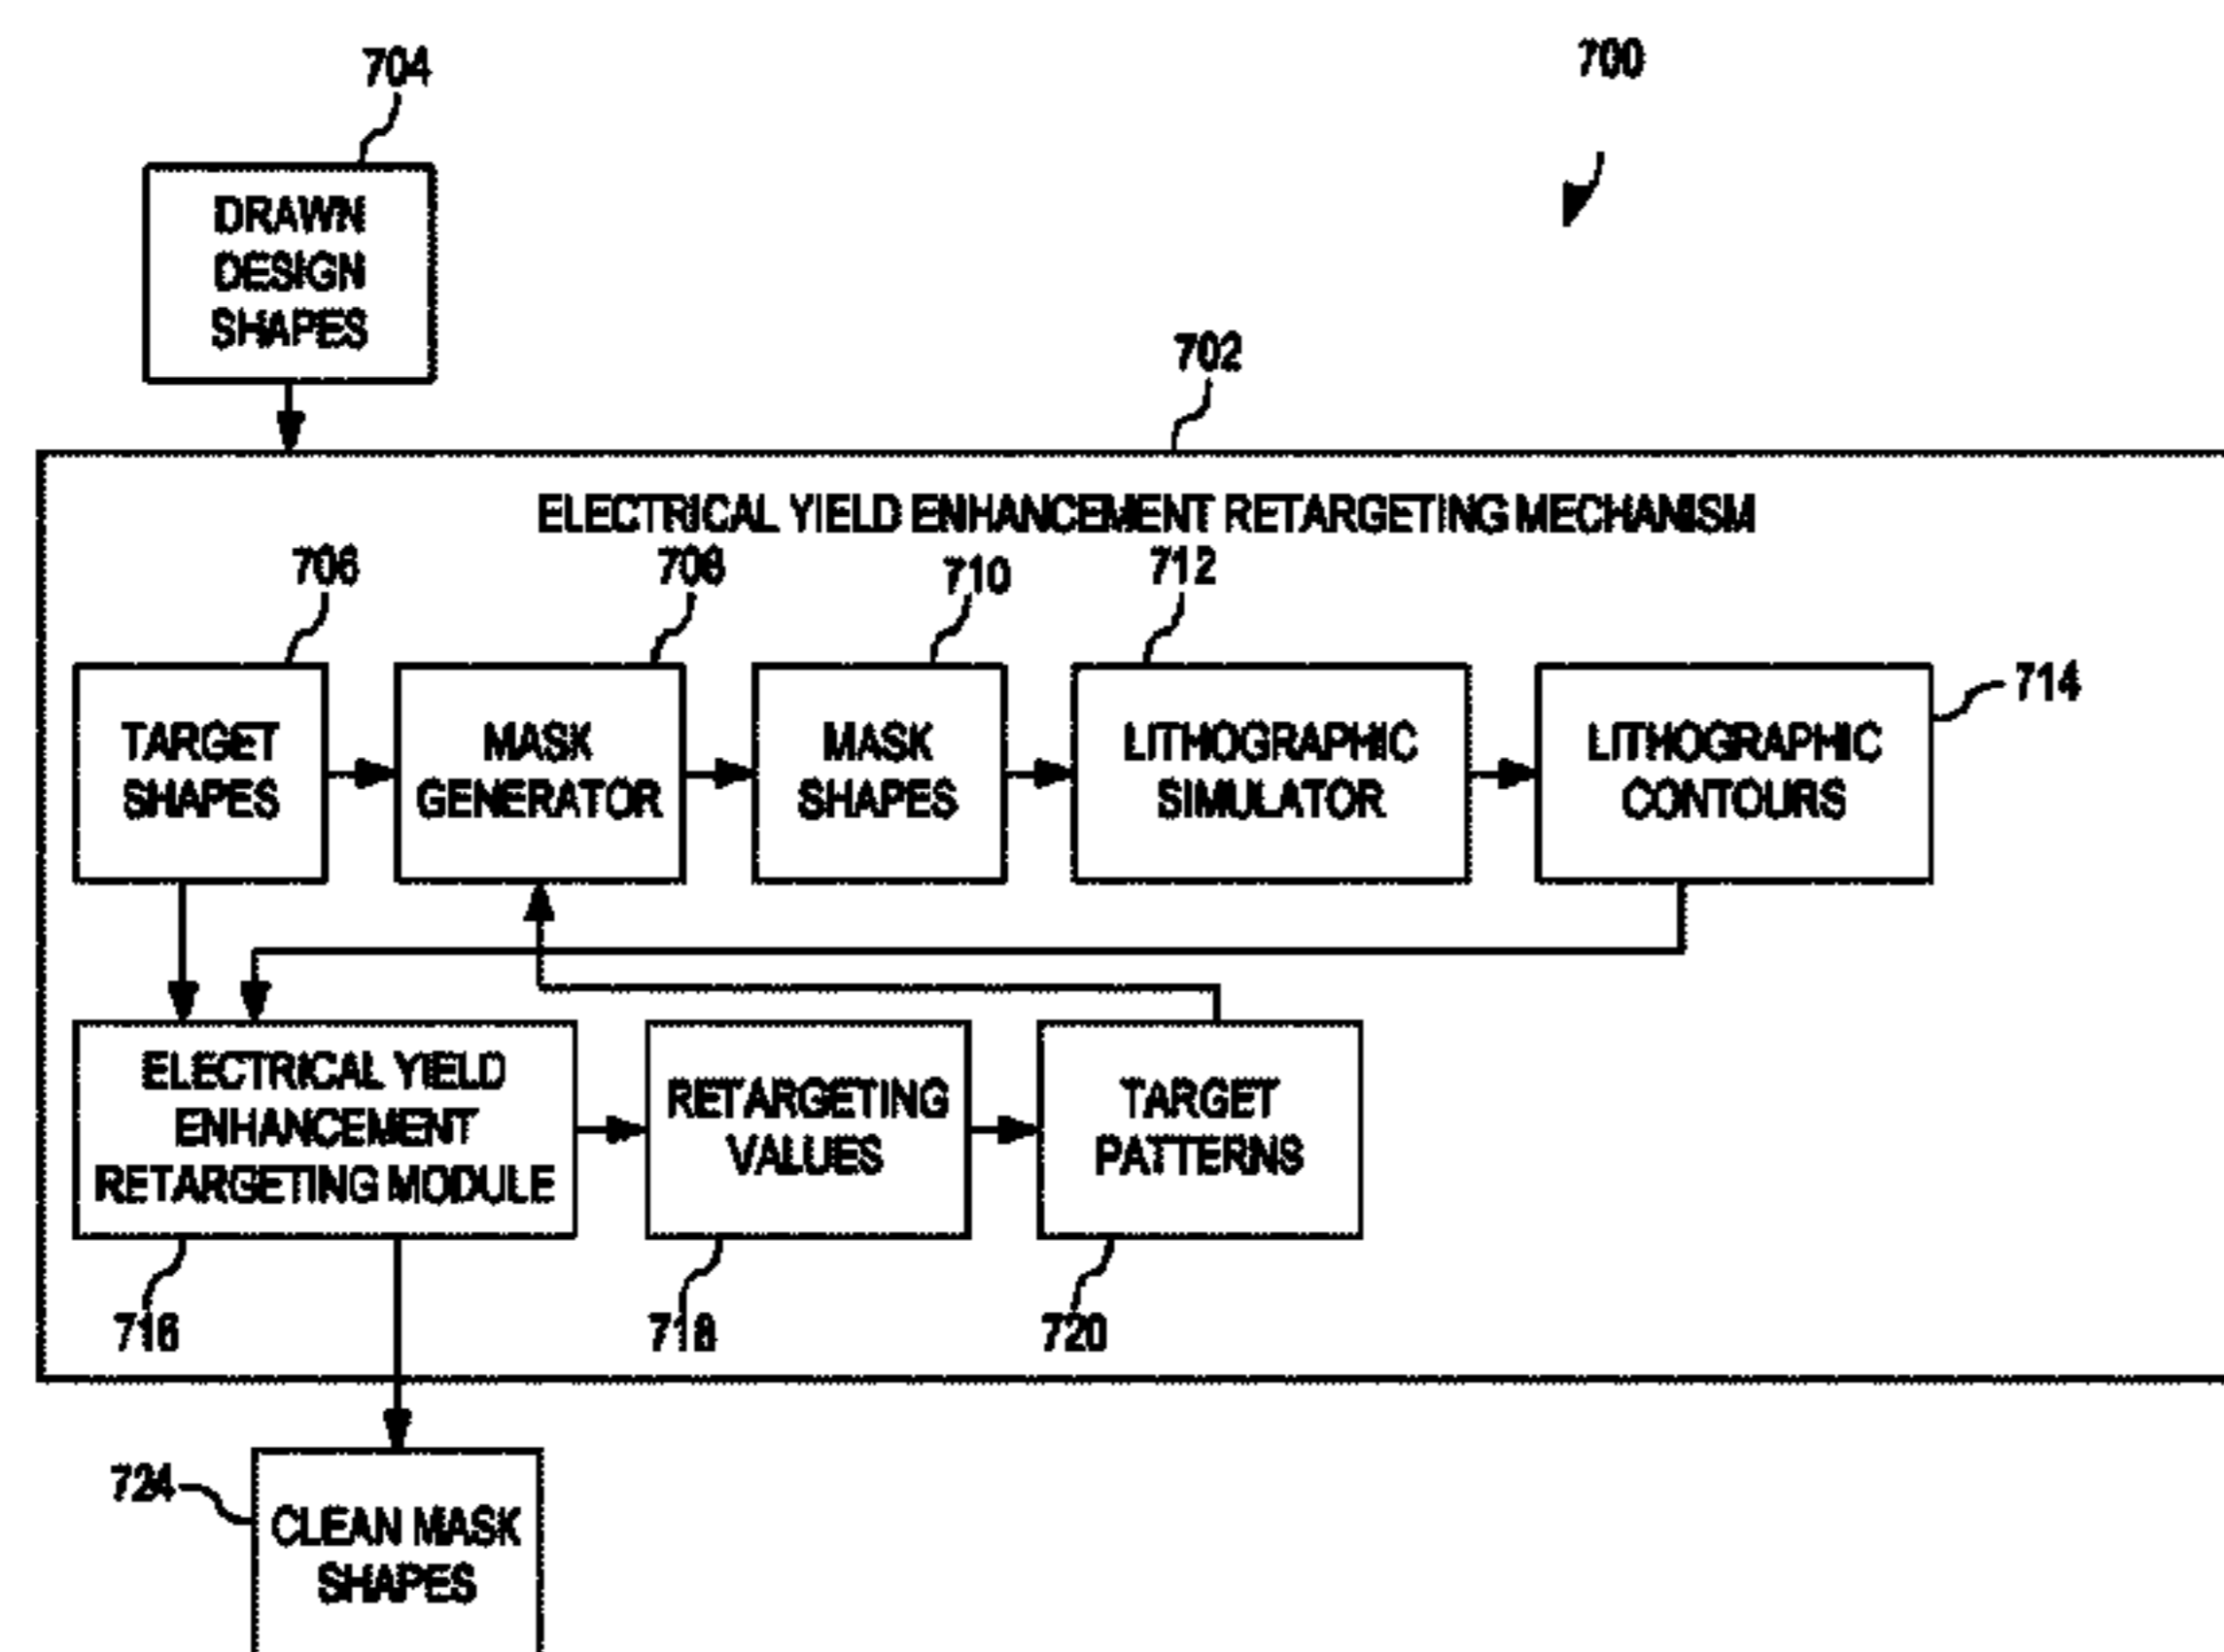 704
700
DRAWN
DESIGN
SHAPES
702
ELECTRICAL YIELD ENHANCEMENT RETARGETING MECHANISM
706
708
710
712
714
TARGET
SHAPES
MASK
GENERATOR
MASK
SHAPES
LITHOGRAPHIC
SIMULATOR
LITHOGRAPHIC
CONTOURS
ELECTRICAL YIELD
ENHANCEMENT
RETARGETING MODULE
RETARGETING
VALUES
TARGET
PATTERNS
716
718
720
724
CLEAN MASK
SHAPES